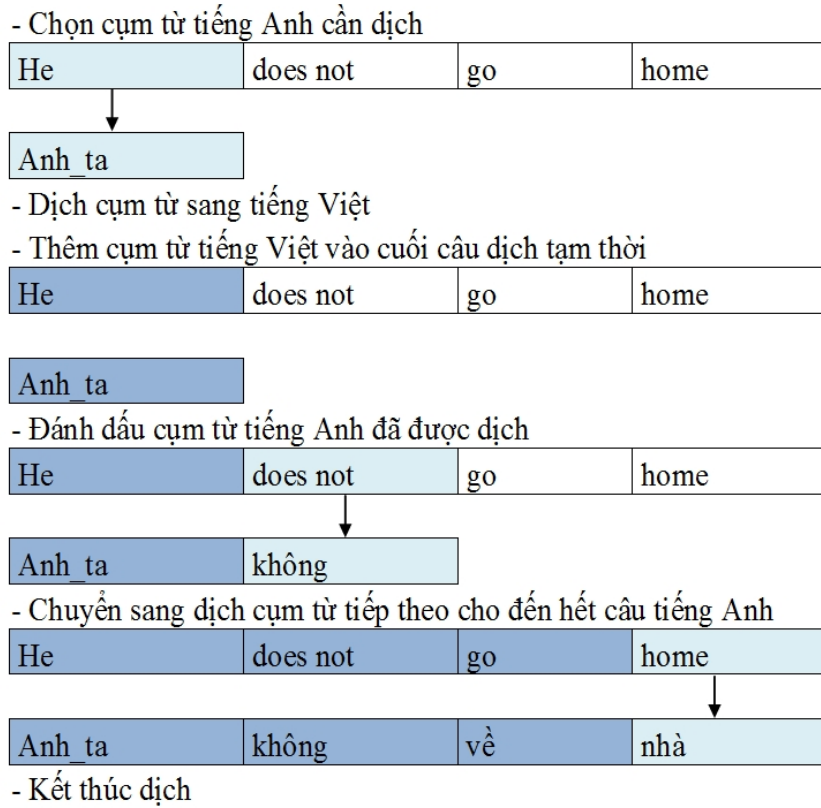 - Chọn cụm từ tiếng Anh cần dịch
He does not go home
Anh_ta
- Dịch cụm từ sang tiếng Việt
- Thêm cụm từ tiếng Việt vào cuối câu dịch tạm thời
He does not go home
Anh_ta
- Đánh dấu cụm từ tiếng Anh đã được dịch
He does not go home
Anh_ta không
- Chuyển sang dịch cụm từ tiếp theo cho đến hết câu tiếng Anh
He does not go home
Anh_ta không về nhà
- Kết thúc dịch